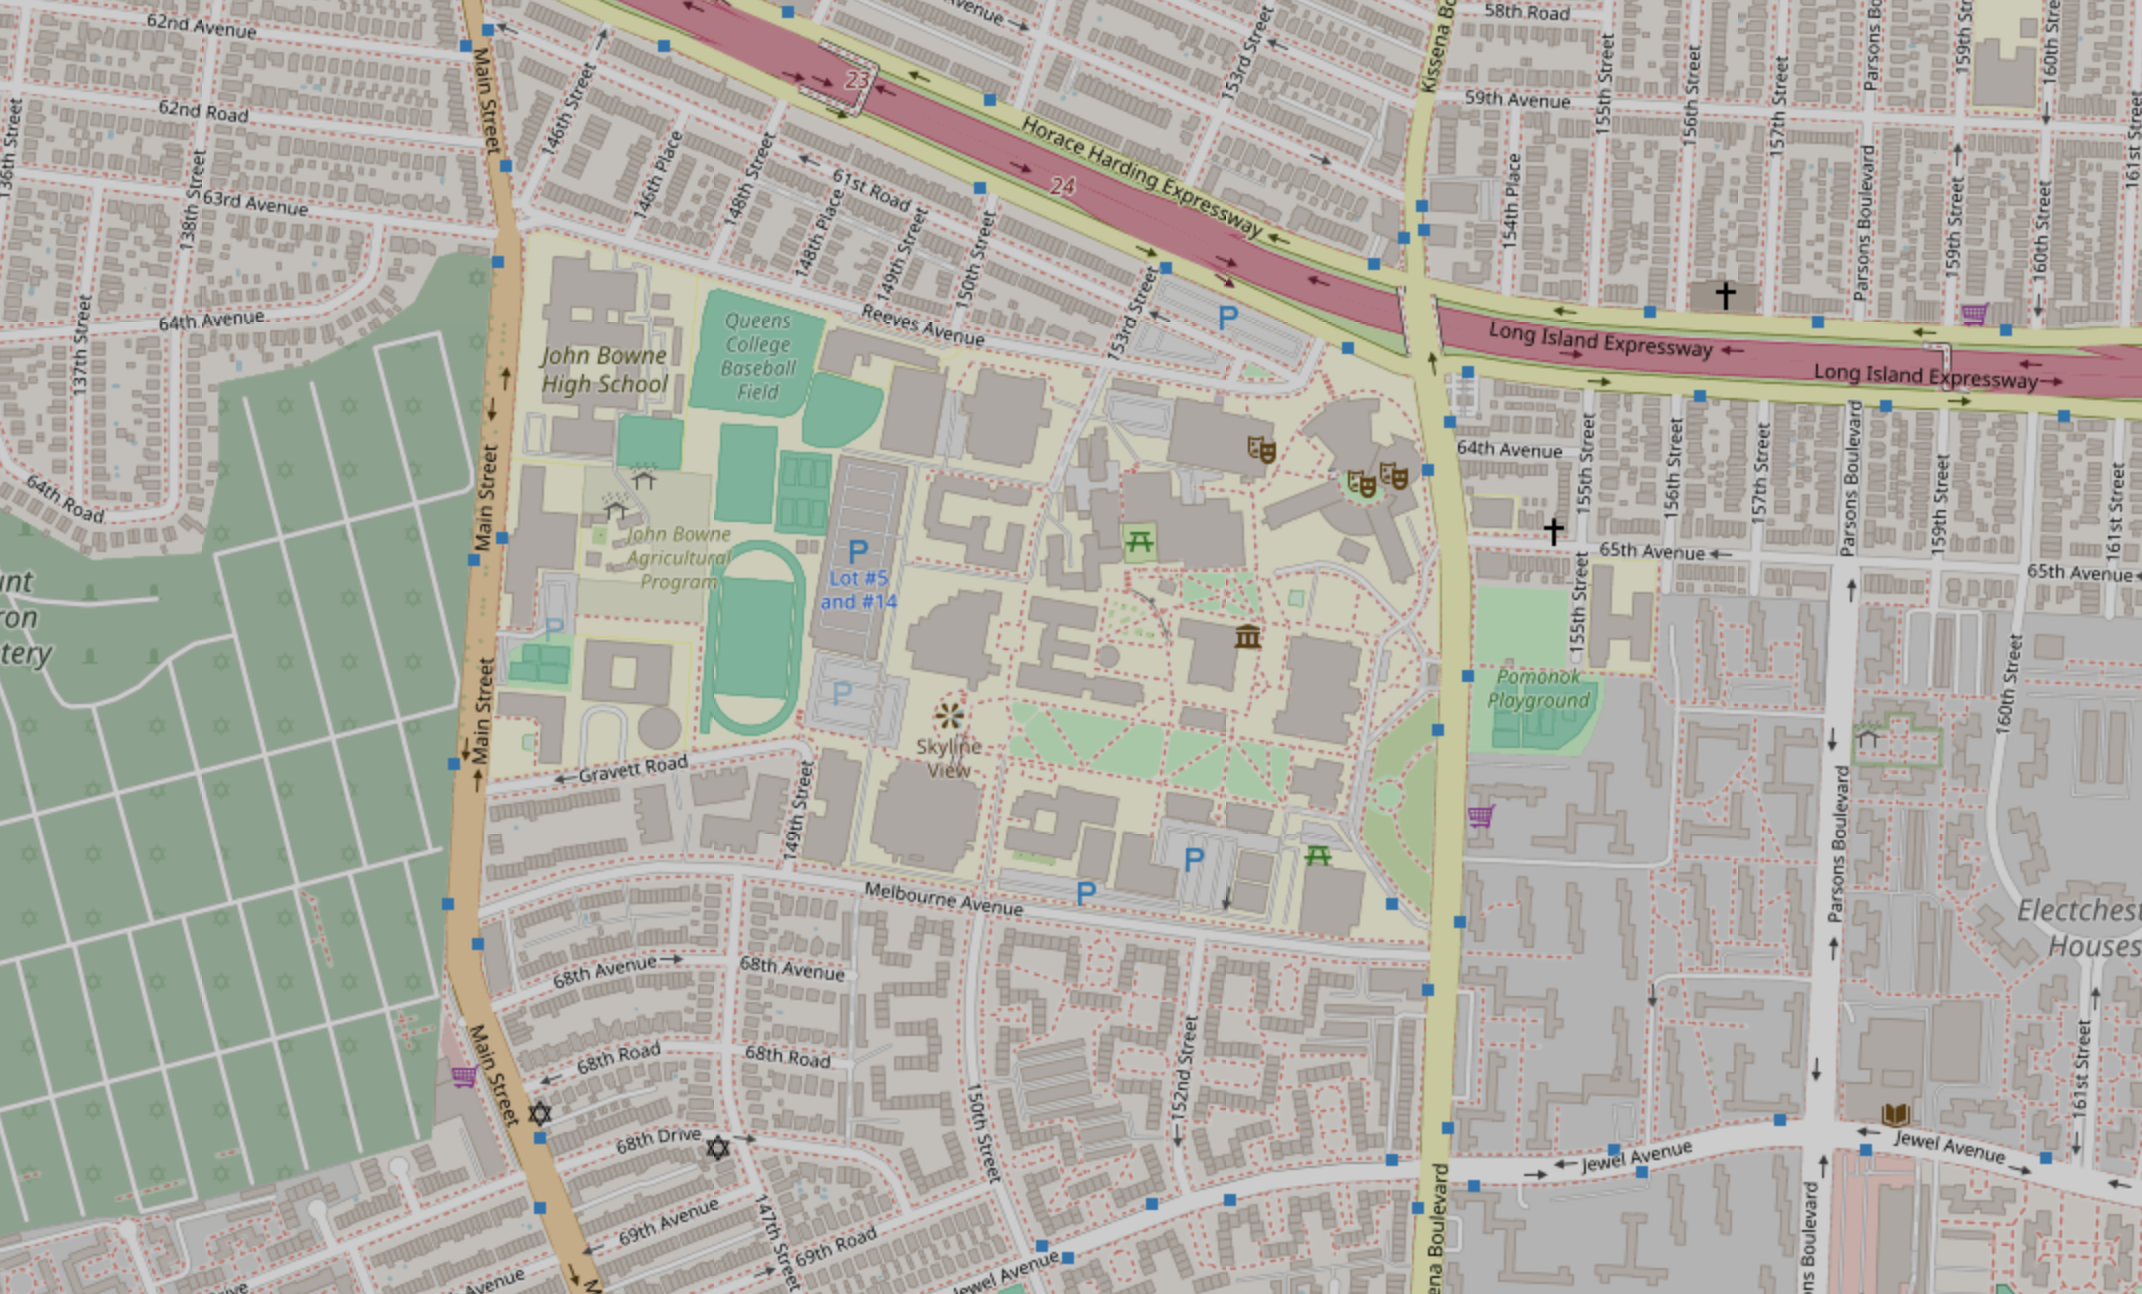 62nd Avenue
Main Street
146th Street
Avenue
153rd Street
58th Road
155th Street
156th Street
157th Street
159th Street
59th Avenue
62nd Road
136th Street
138th Street
63rd Avenue
23
24
Horace Harding Expressway
61st Road
146th Place
148th Street
148th Place
149th Street
150th Street
154th Place
Parsons Boulevard
159th Street
160th Street
161st Street
137th Street
64th Avenue
64th Road
Reeves Avenue
153rd Street
P
Long Island Expressway
Long Island Expressway
John Bowne
High School
Queens
College
Baseball
Field
Main Street
John Bowne
Agricultural
Program
P
Lot #5
and #14
64th Avenue
155th Street
156th Street
157th Street
Parsons Boulevard
159th Street
161st Street
65th Avenue
65th Avenue
155th Street
160th Street
P
P
Main Street
Skyline
View
Pomonok
Playground
Gravett Road
149th Street
Melbourne Avenue
P
P
Parsons Boulevard
68th Avenue
68th Avenue
68th Road
68th Road
Main Street
68th Drive
147th Street
69th Avenue
69th Road
150th Street
152nd Street
Jewel Avenue
Jewel Avenue
Jewel Avenue
161st Street